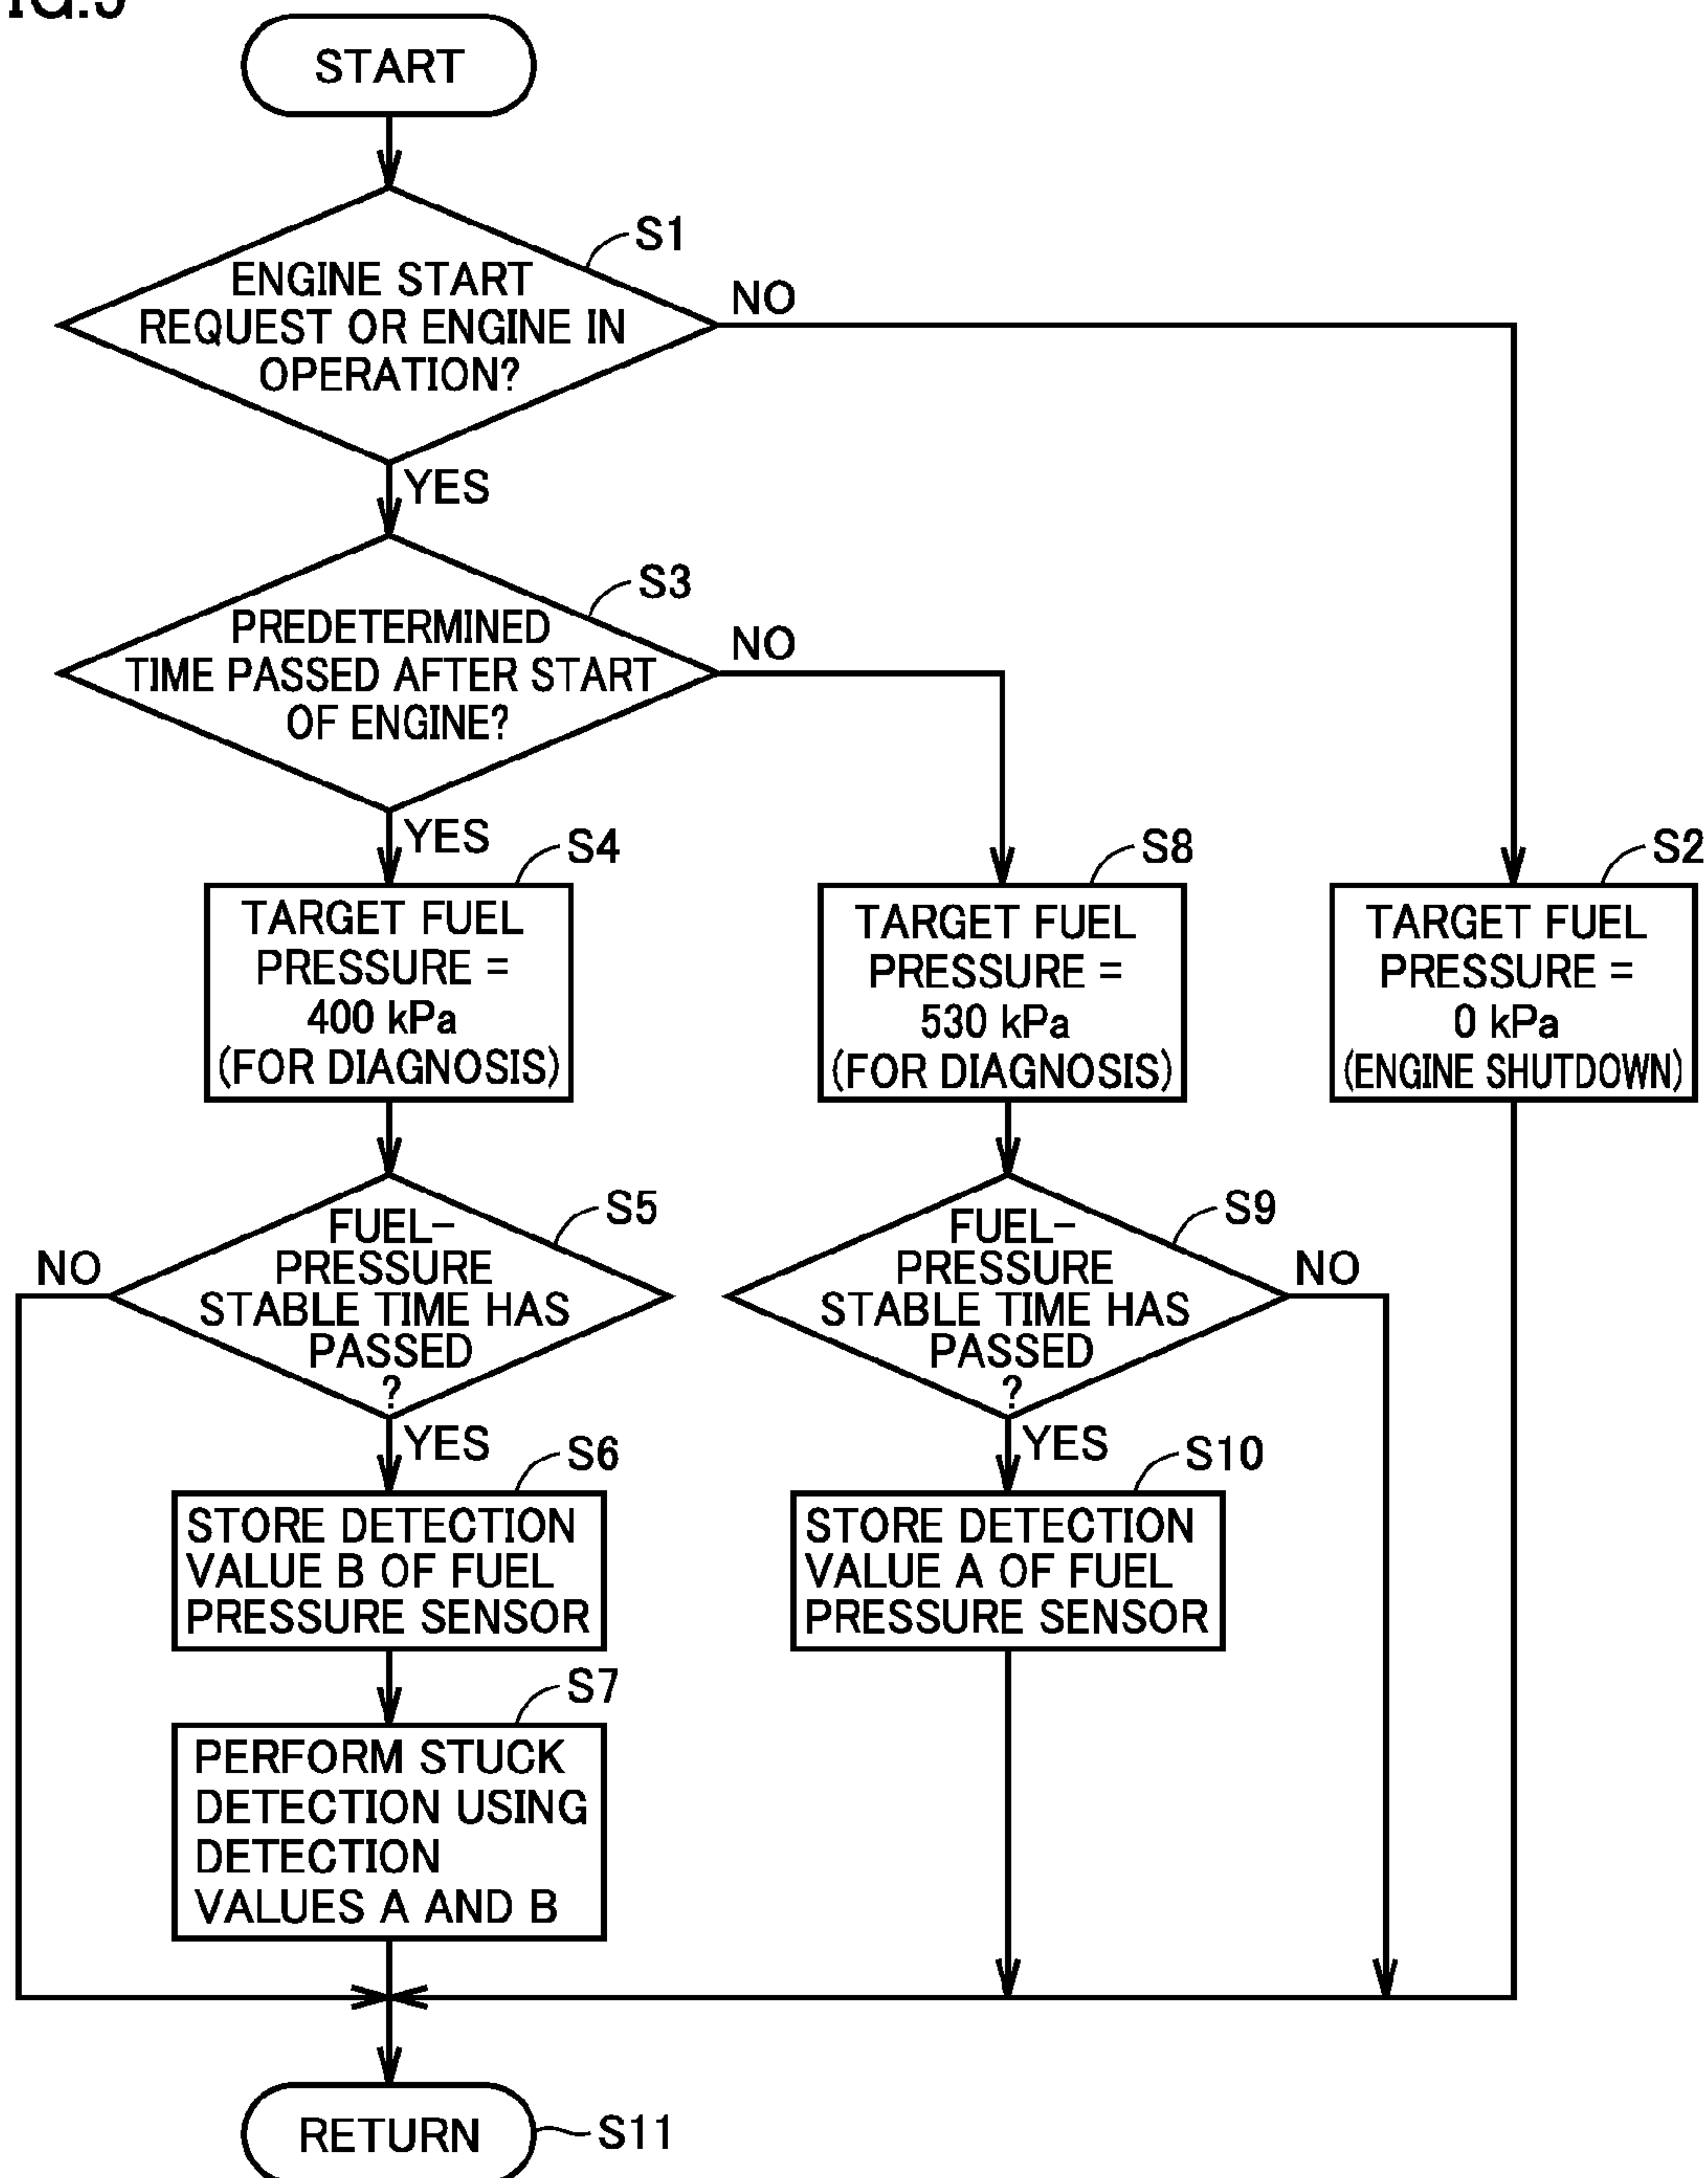 IG.5
START
S1
ENGINE START
REQUEST OR ENGINE IN
OPERATION?
NO
YES
S3
PREDETERMINED
TIME PASSED AFTER START
OF ENGINE?
NO
YES
S4
TARGET FUEL
PRESSURE =
400 kPa
(FOR DIAGNOSIS)
S8
TARGET FUEL
PRESSURE =
530 kPa
(FOR DIAGNOSIS)
S2
TARGET FUEL
PRESSURE =
0 kPa
(ENGINE SHUTDOWN)
S5
FUEL-
PRESSURE
STABLE TIME HAS
PASSED
?
NO
YES
S9
FUEL-
PRESSURE
STABLE TIME HAS
PASSED
?
NO
YES
S6
STORE DETECTION
VALUE B OF FUEL
PRESSURE SENSOR
S10
STORE DETECTION
VALUE A OF FUEL
PRESSURE SENSOR
S7
PERFORM STUCK
DETECTION USING
DETECTION
VALUES A AND B
RETURN
S11